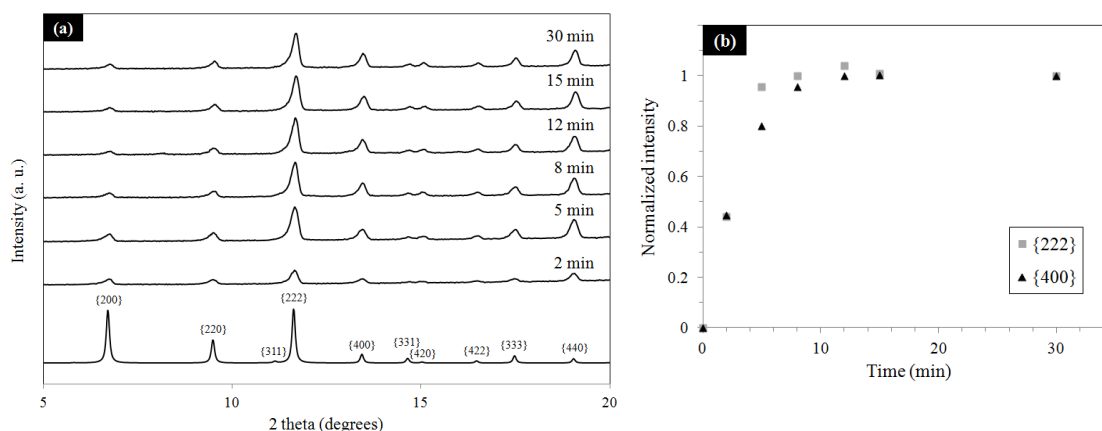 (a)
30 min
15 min
12 min
8 min
5 min
2 min
{200}
{220}
{311}
{222}
{400}
{331}
{420}
{422}
{333}
{440}
Intensity (a. u.)
5
10
15
20
2 theta (degrees)
(b)
1
0.8
0.6
0.4
0.2
0
Normalized intensity
{222}
{400}
0
10
20
30
Time (min)